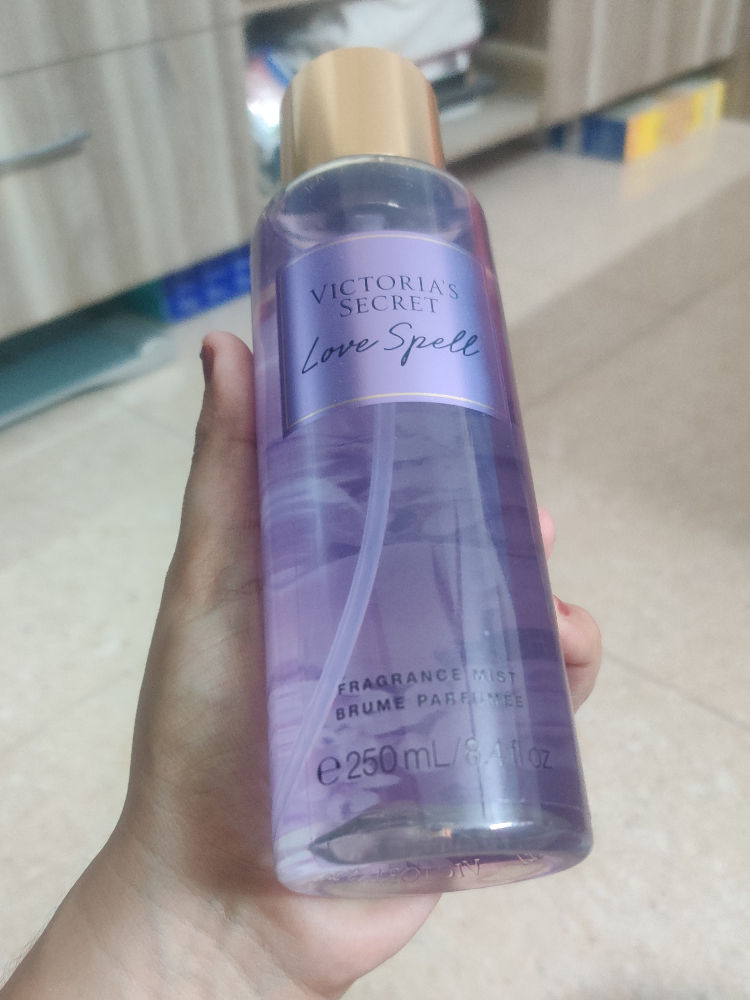 VICTORIA'S
SECRET
Love Spell
FRAGRANCE MIST
BRUME PARFUMÉE
℮250 mL/8.4 fl oz